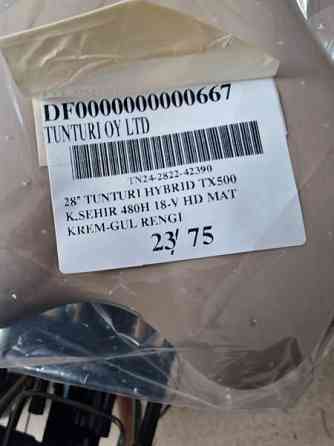 DF0000000000667
TUNTURI OY LTD
TN24-2822-42390
28" TUNTURI HYBRID TX500
K.SEHIR 480H 18-V HD MAT
KREM-GUL RENGI
23/ 75